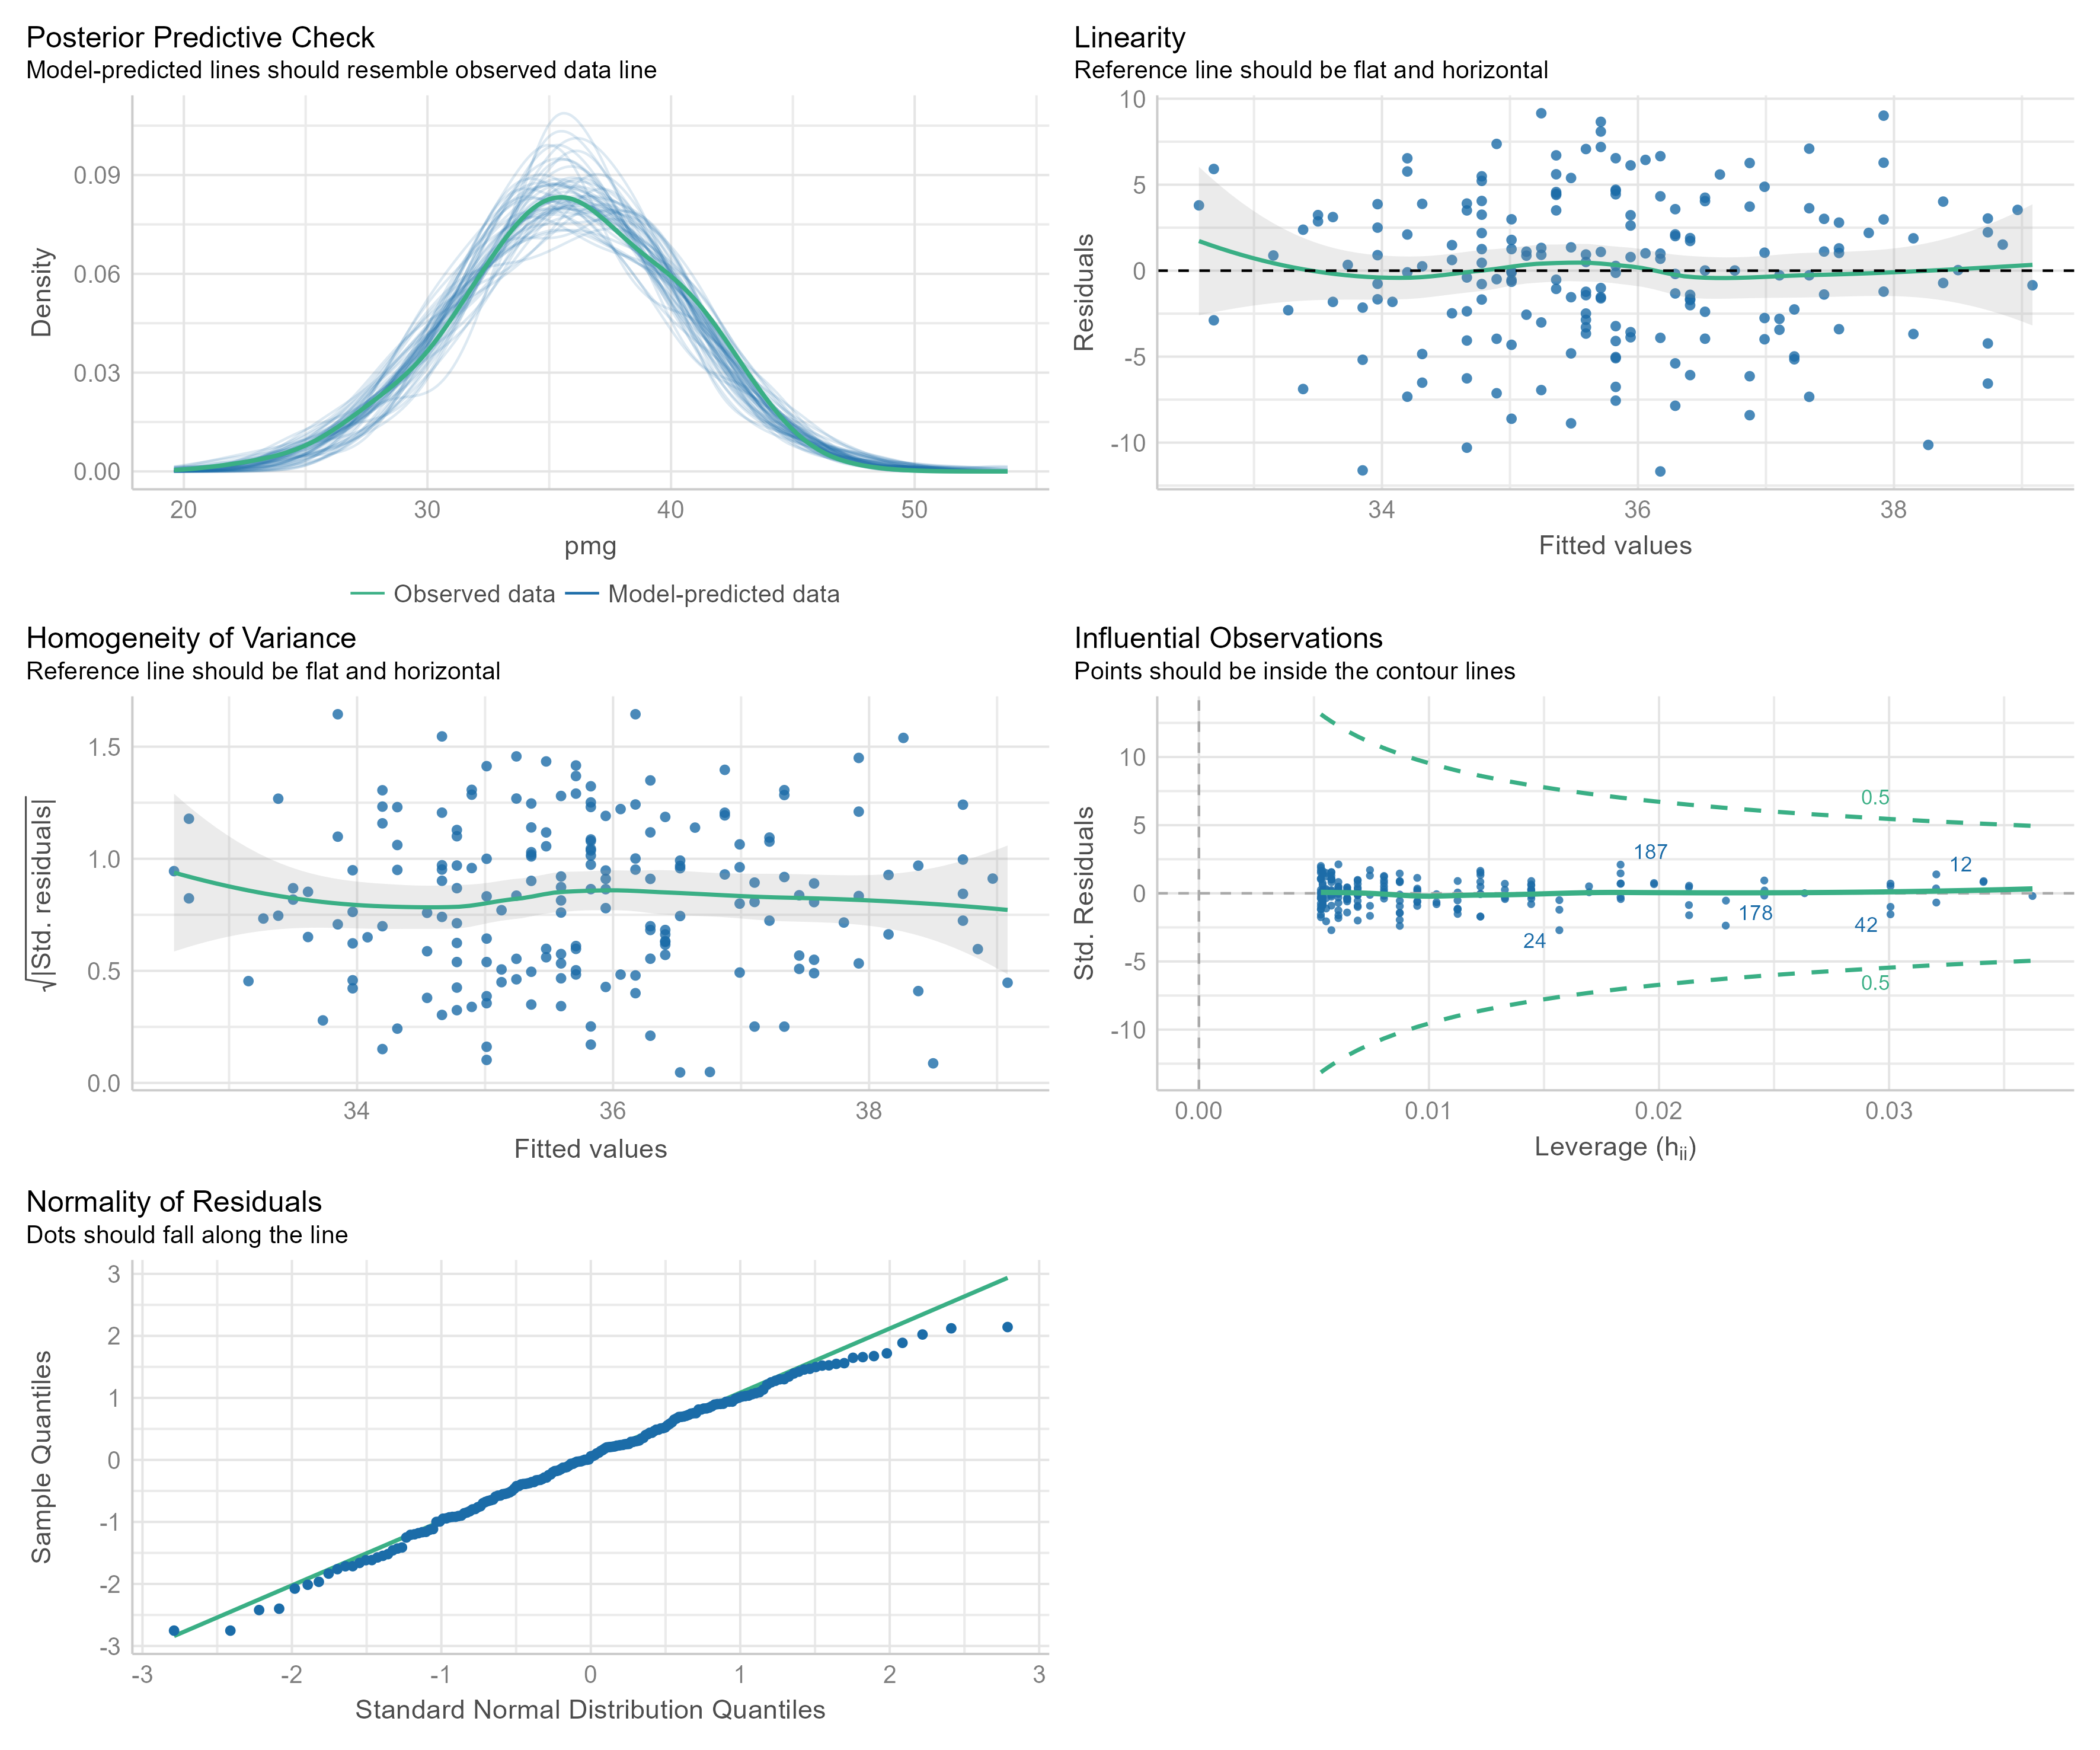 Posterior Predictive Check
Model-predicted lines should resemble observed data line
Density
0.09
0.06
0.03
0.00
20 30 40 50
pmg
Observed data Model-predicted data
Linearity
Reference line should be flat and horizontal
Residuals
10
5
0
-5
-10
34 36 38
Fitted values
Homogeneity of Variance
Reference line should be flat and horizontal
√|Std. residuals|
1.5
1.0
0.5
0.0
34 36 38
Fitted values
Influential Observations
Points should be inside the contour lines
Std. Residuals
10
5
0
-5
-10
0.5
187
12
178
42
24
0.5
0.00 0.01 0.02 0.03
Leverage (hii)
Normality of Residuals
Dots should fall along the line
Sample Quantiles
3
2
1
0
-1
-2
-3
-3 -2 -1 0 1 2 3
Standard Normal Distribution Quantiles